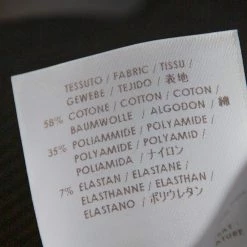 TESSUTO / FABRIC / TISSU /
GEWEBE / TEJIDO / 表地
58% COTONE / COTTON / COTON /
BAUMWOLLE / ALGODON / 綿
35% POLIAMMIDE / POLYAMIDE /
POLYAMIDE / POLYAMID /
POLIAMIDA / ナイロン
7% ELASTAN / ELASTANE /
ELASTHANNE / ELASTHAN /
ELASTANO / ポリウレタン